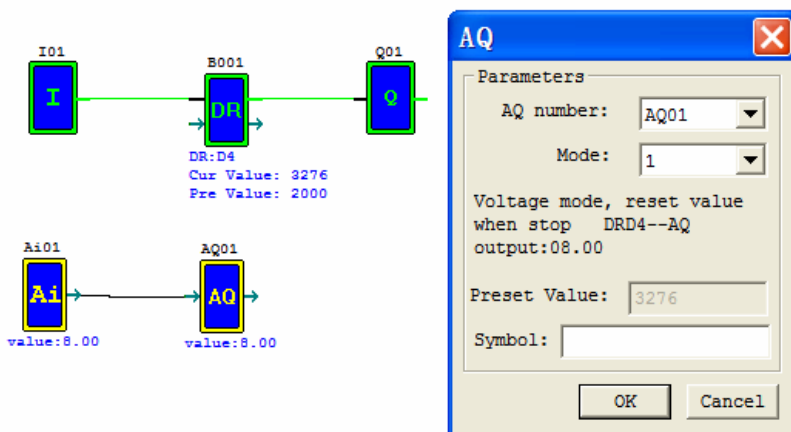 I01
B001
Q01
I
DR
Q
DR:D4
Cur Value: 3276
Pre Value: 2000
Ai01
AQ01
Ai
AQ
value:8.00
value:8.00
AQ
Parameters
AQ number:
AQ01
Mode:
1
Voltage mode, reset value
when stop DRD4--AQ
output:08.00
Preset Value:
3276
Symbol:
OK
Cancel